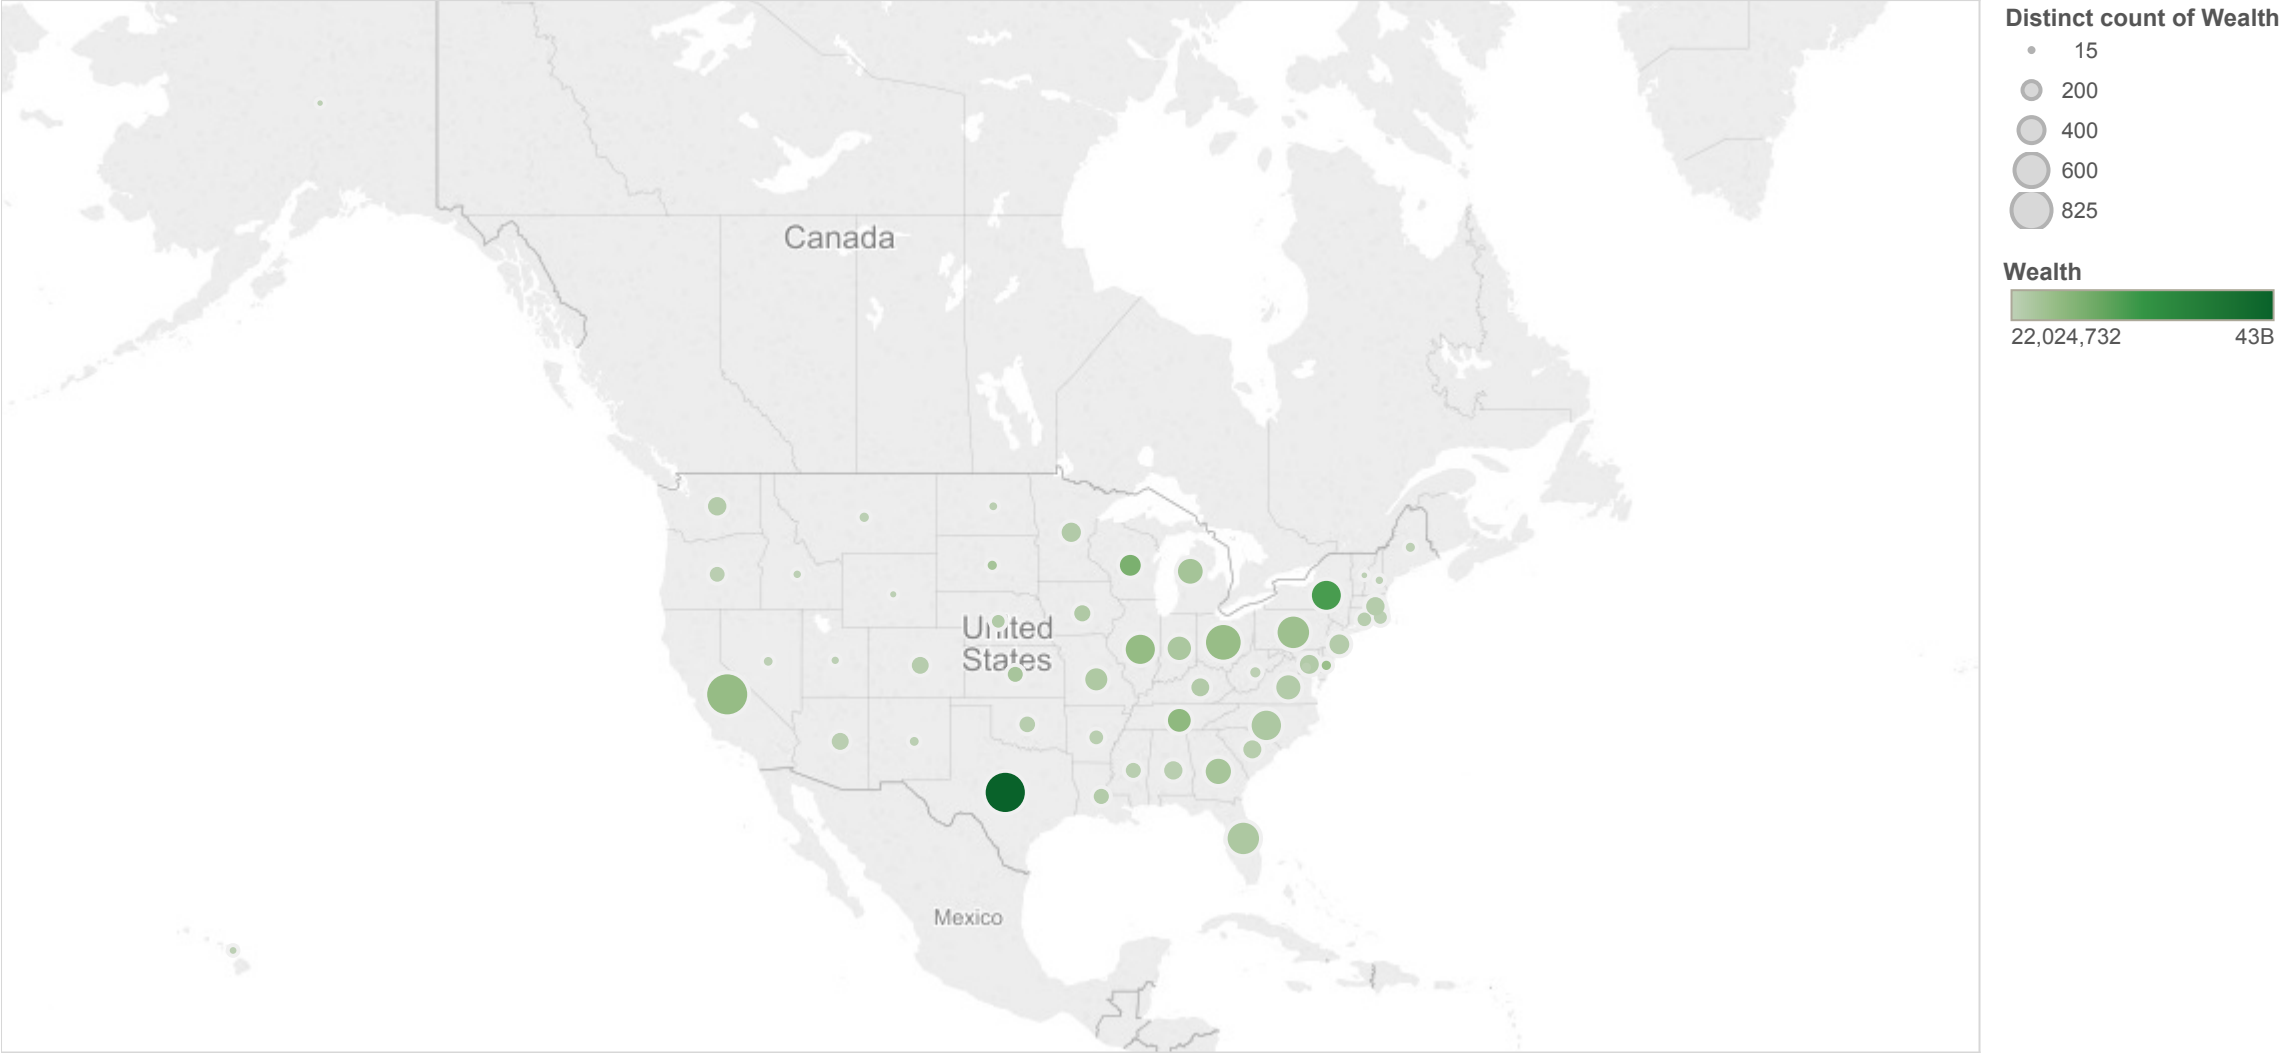 Canada
United
States
Mexico
Distinct count of Wealth
15
200
400
600
825
Wealth
22,024,732 43B